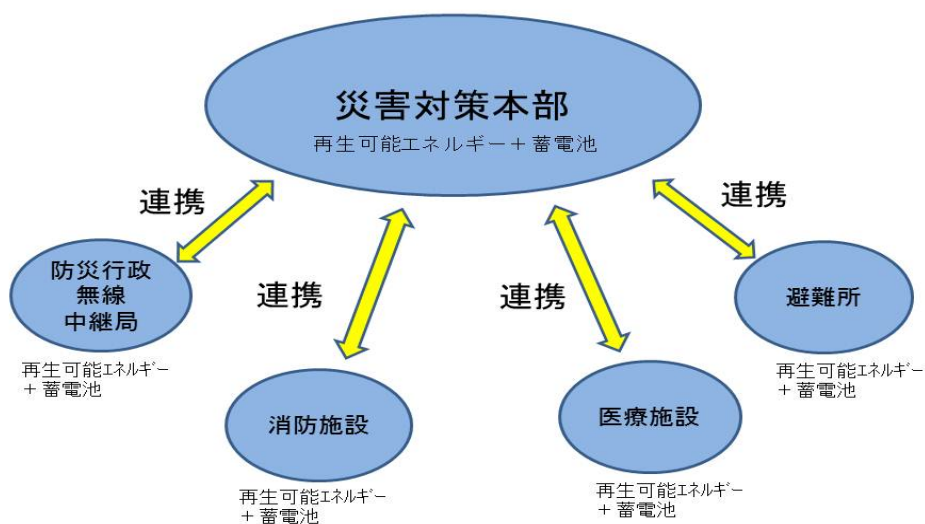 災害対策本部
再生可能エネルギー＋蓄電池
連携
連携
連携
連携
防災行政
無線
中継局
再生可能ｴﾈﾙｷﾞｰ
＋蓄電池
消防施設
再生可能ｴﾈﾙｷﾞｰ
＋蓄電池
医療施設
再生可能ｴﾈﾙｷﾞｰ
＋蓄電池
避難所
再生可能ｴﾈﾙｷﾞｰ
＋蓄電池